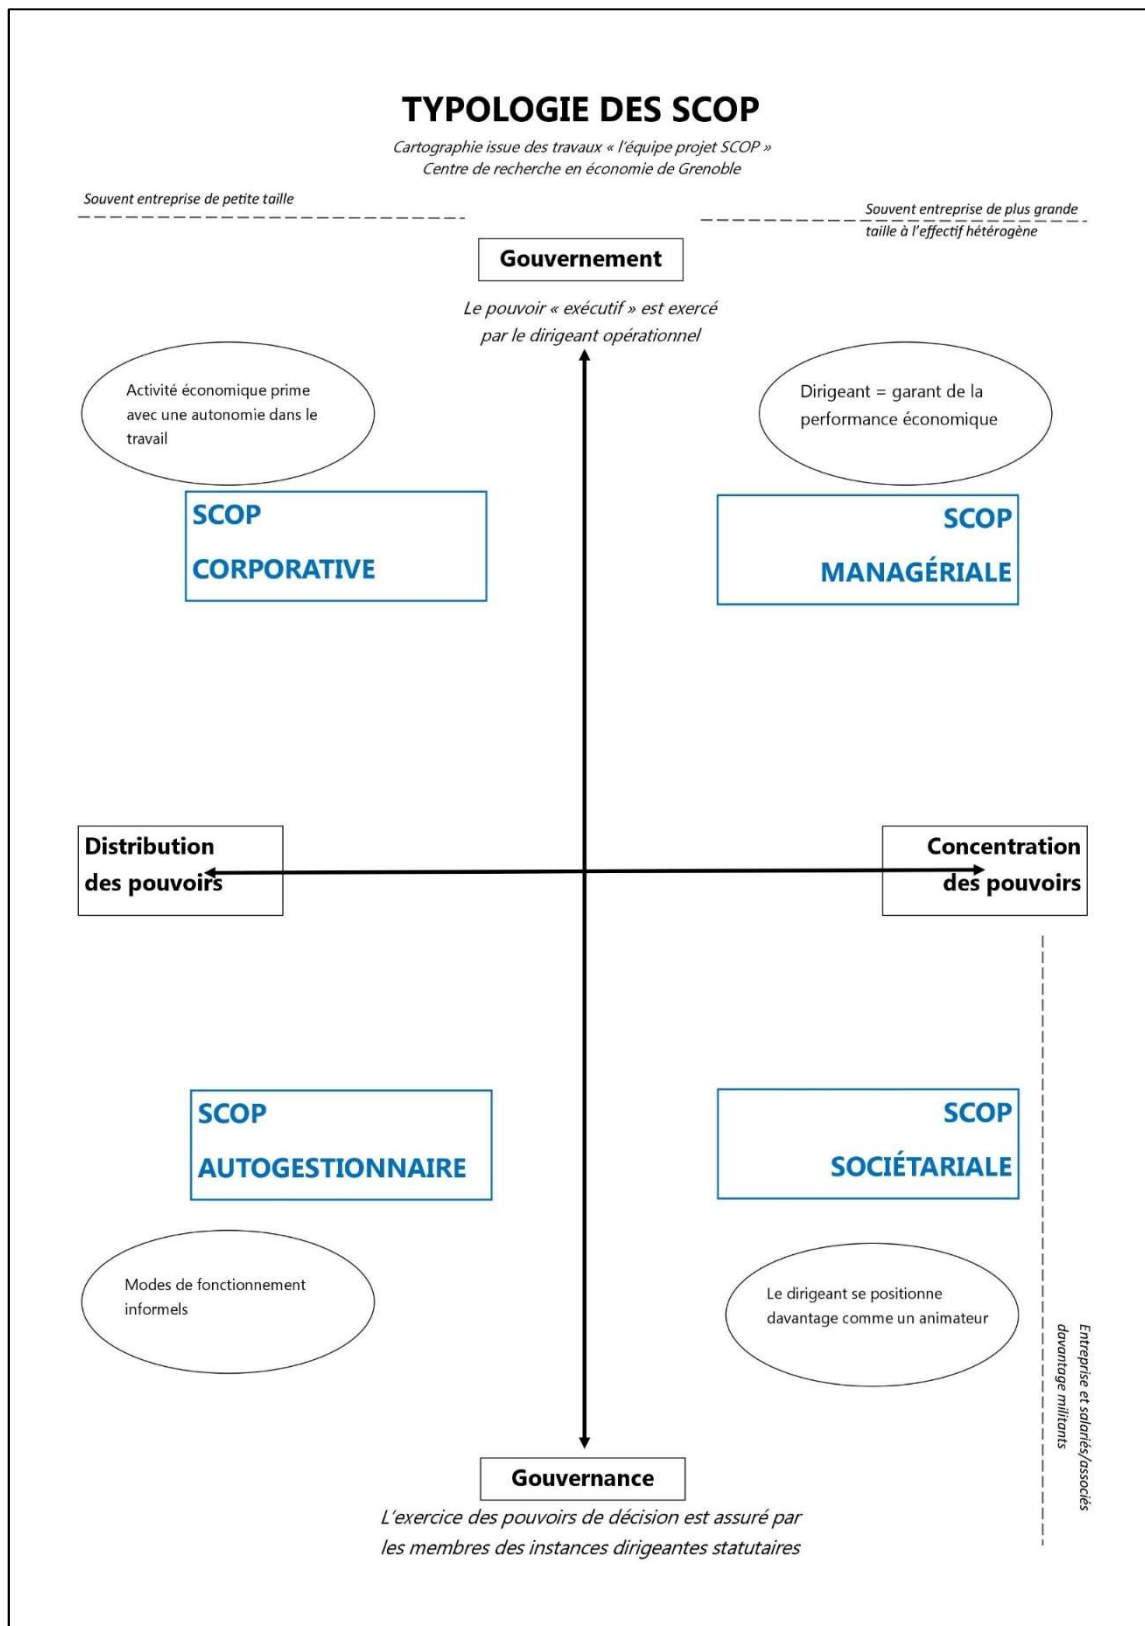 TYPOLOGIE DES SCOP
Cartographie issue des travaux « l'équipe projet SCOP »
Centre de recherche en économie de Grenoble
Souvent entreprise de petite taille
Souvent entreprise de plus grande
taille à l'effectif hétérogène
Gouvernement
Le pouvoir « exécutif » est exercé
par le dirigeant opérationnel
Activité économique prime
avec une autonomie dans le
travail
Dirigeant = garant de la
performance économique
SCOP
CORPORATIVE
SCOP
MANAGÉRIALE
Distribution
des pouvoirs
Concentration
des pouvoirs
SCOP
AUTOGESTIONNAIRE
SCOP
SOCIÉTARIALE
Modes de fonctionnement
informels
Le dirigeant se positionne
davantage comme un animateur
Entreprise et salariés/associés
davantage militants
Gouvernance
L'exercice des pouvoirs de décision est assuré par
les membres des instances dirigeantes statutaires